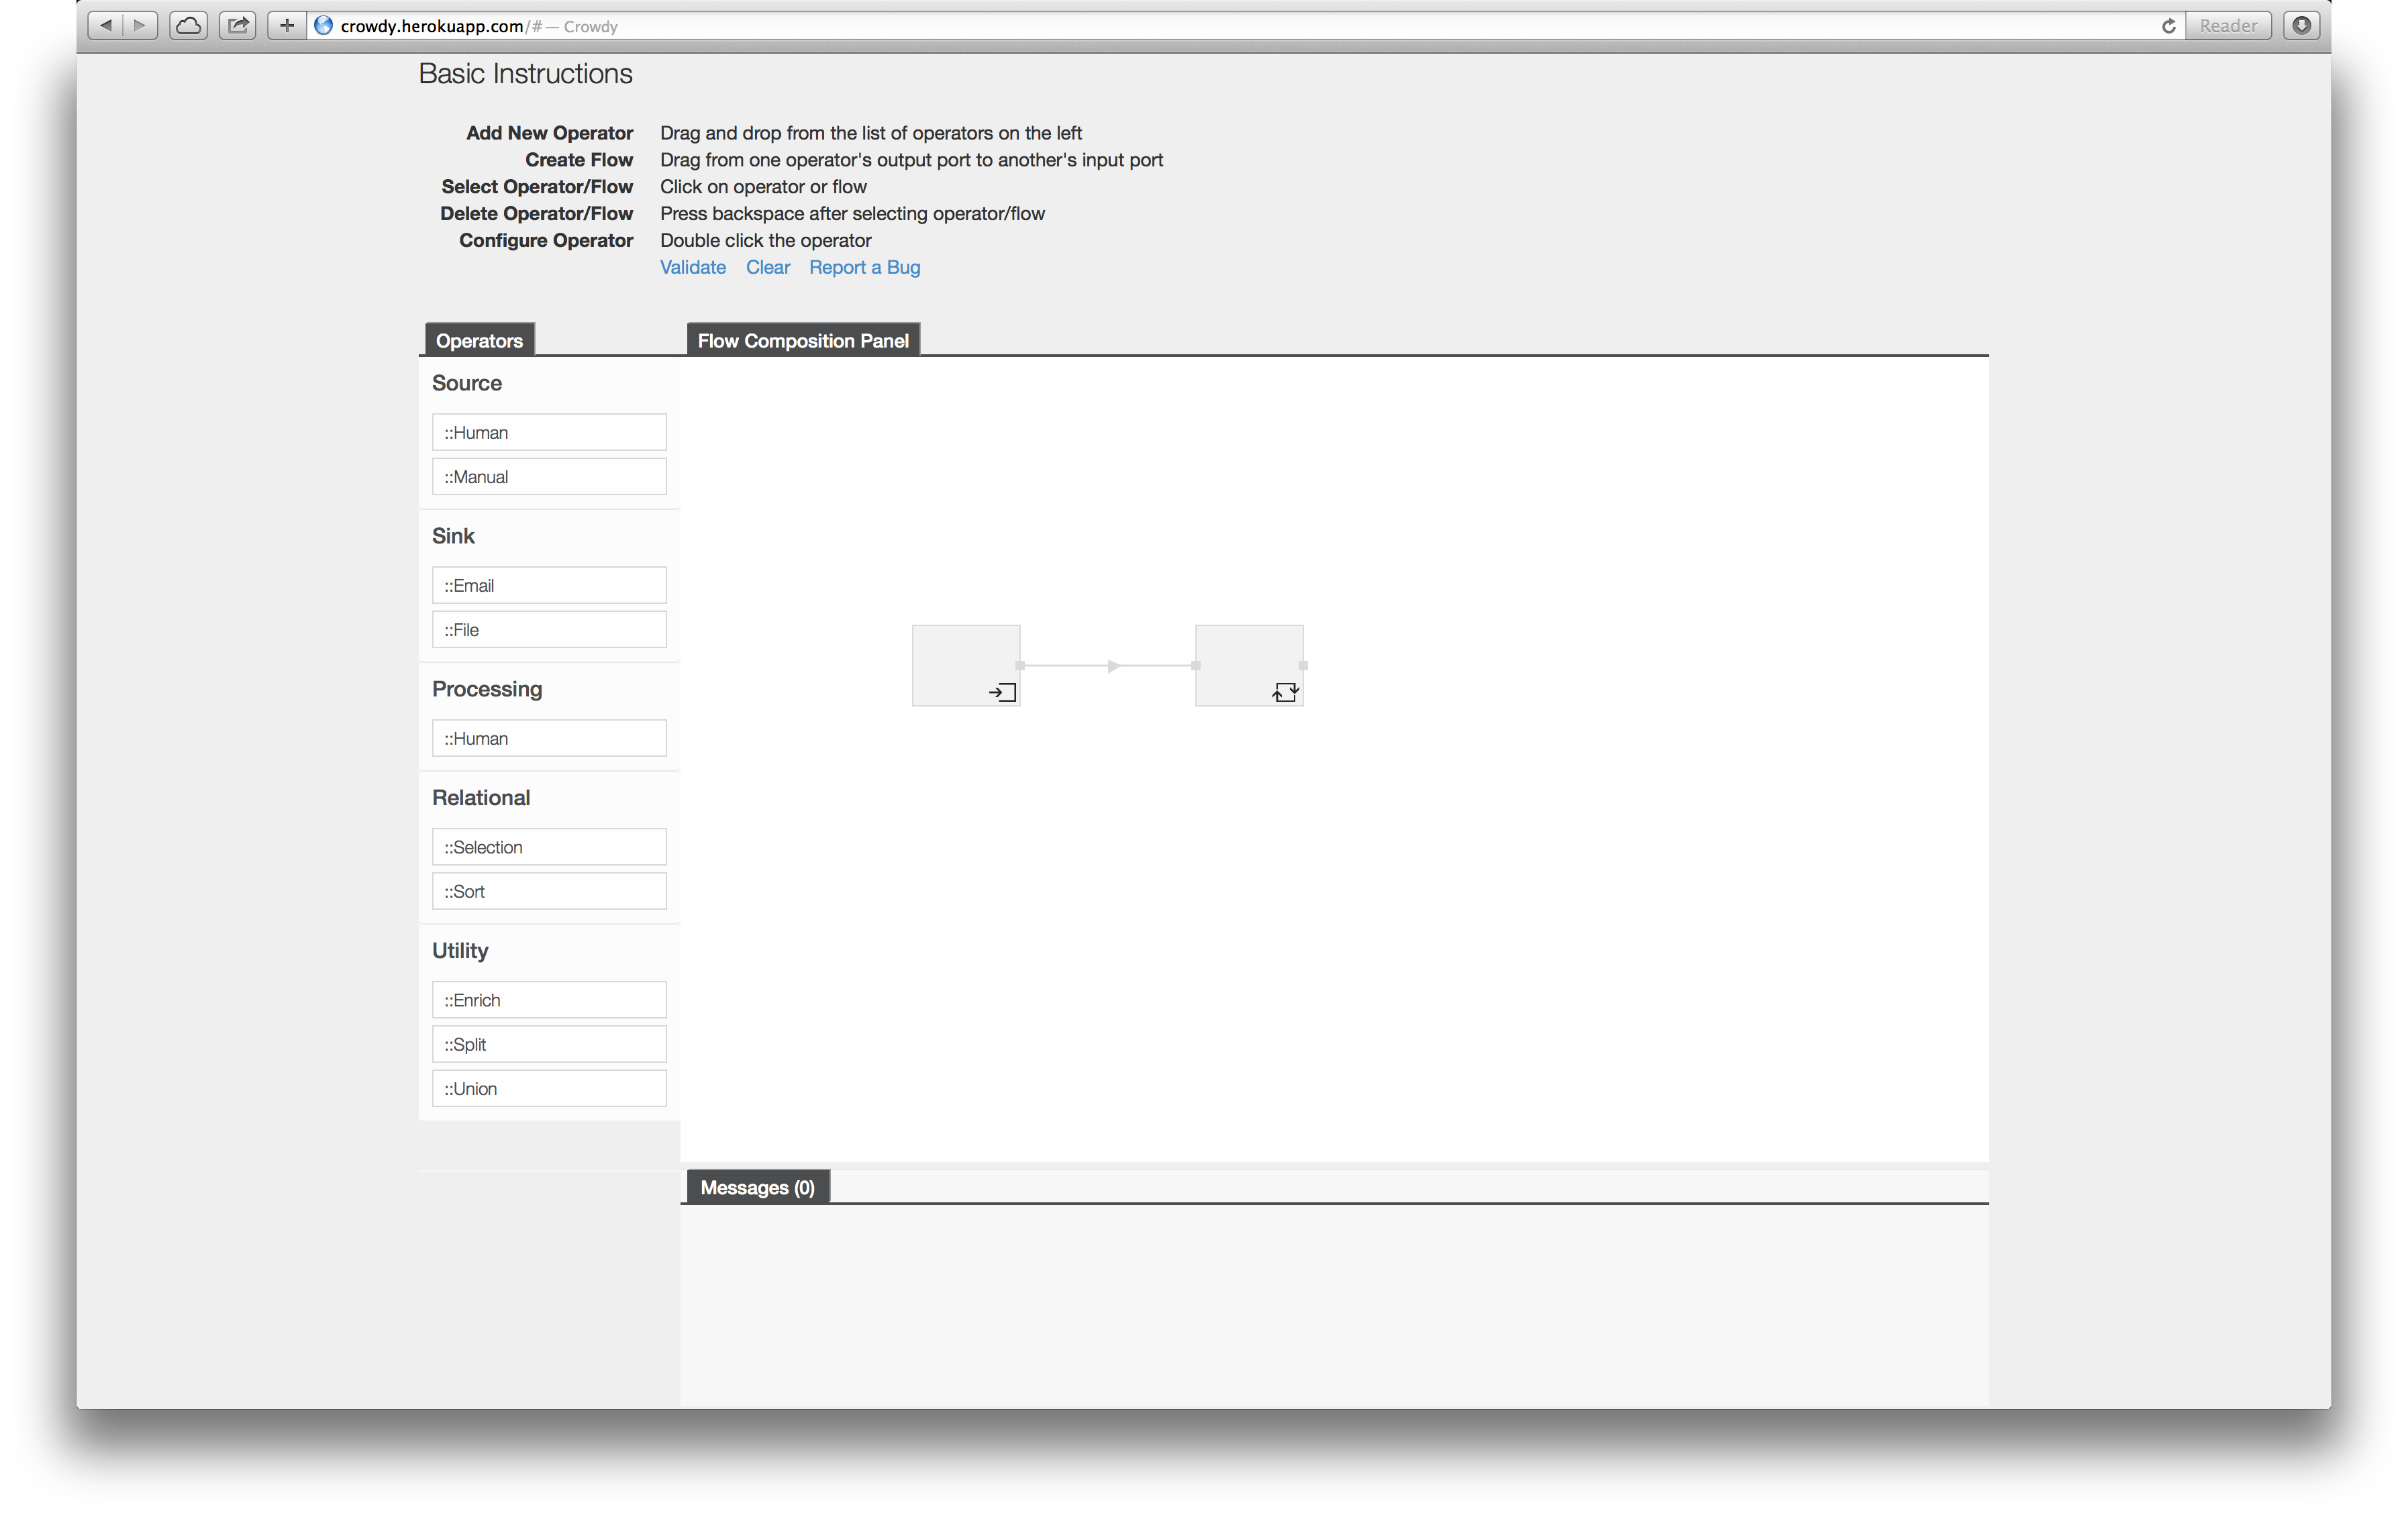 crowdy.herokuapp.com/# — Crowdy
Reader
Basic Instructions
Add New Operator Drag and drop from the list of operators on the left
Create Flow Drag from one operator's output port to another's input port
Select Operator/Flow Click on operator or flow
Delete Operator/Flow Press backspace after selecting operator/flow
Configure Operator Double click the operator
Validate Clear Report a Bug
Operators
Flow Composition Panel
Source
::Human
::Manual
Sink
::Email
::File
Processing
::Human
Relational
::Selection
::Sort
Utility
::Enrich
::Split
::Union
Messages (0)